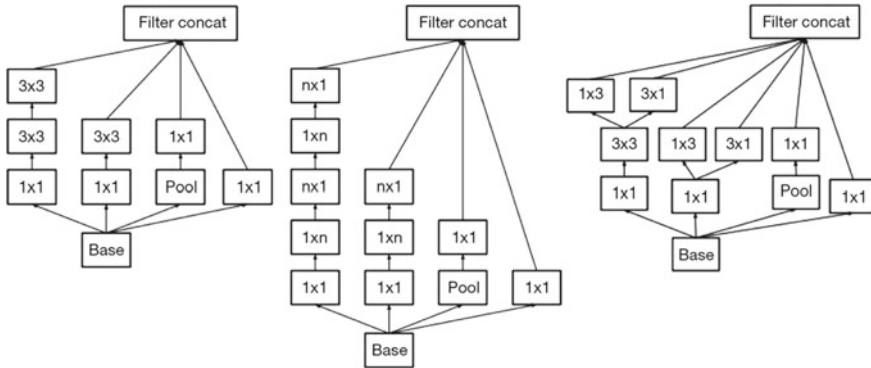 Filter concat
3x3
3x3 3x3 1x1
1x1 1x1 Pool 1x1
Base
Filter concat
nx1
1xn
nx1 nx1
1xn 1xn 1x1
1x1 1x1 Pool 1x1
Base
Filter concat
1x3 3x1
3x3 1x3 3x1 1x1
1x1 1x1 Pool 1x1
Base